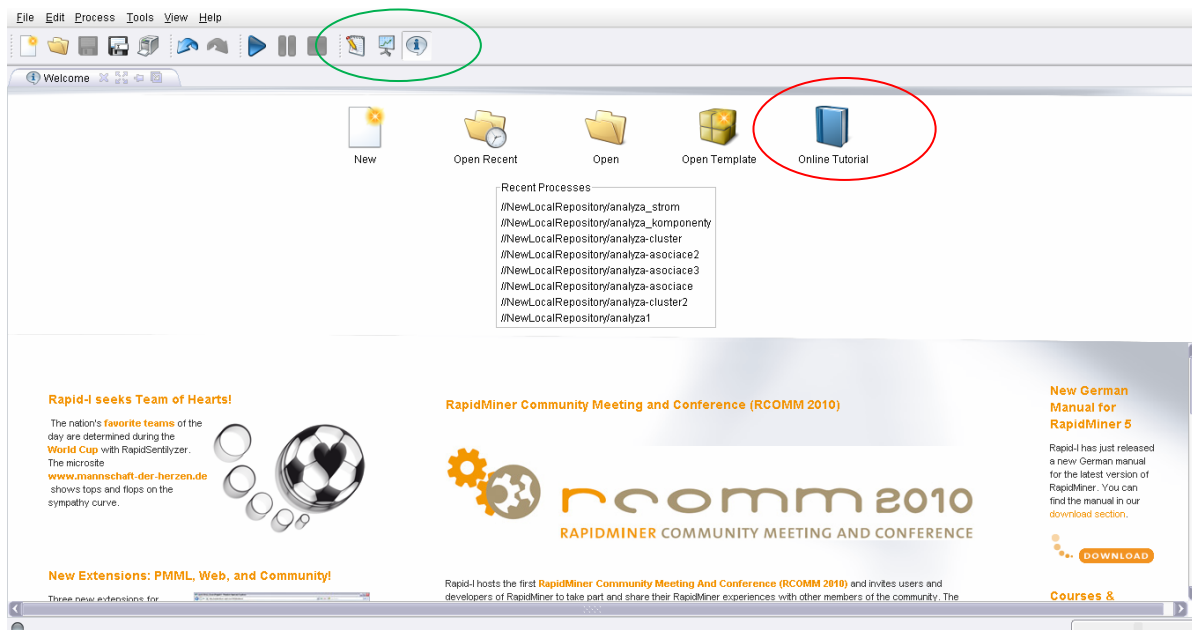 File Edit Process Tools View Help
Welcome
New
Open Recent
Open
Open Template
Online Tutorial
Recent Processes
//NewLocalRepository/analyza_strom
//NewLocalRepository/analyza_komponenty
//NewLocalRepository/analyza-cluster
//NewLocalRepository/analyza-asociace2
//NewLocalRepository/analyza-asociace3
//NewLocalRepository/analyza-asociace
//NewLocalRepository/analyza-cluster2
//NewLocalRepository/analyza1
Rapid-I seeks Team of Hearts!
The nation's favorite teams of the
day are determined during the
World Cup with RapidSentilyzer.
The microsite
www.mannschaft-der-herzen.de
shows tops and flops on the
sympathy curve.
New Extensions: PMML, Web, and Community!
Three new extensions for
RapidMiner Community Meeting and Conference (RCOMM 2010)
rcomm 2010
RAPIDMINER COMMUNITY MEETING AND CONFERENCE
Rapid-I hosts the first RapidMiner Community Meeting And Conference (RCOMM 2010) and invites users and
developers of RapidMiner to take part and share their RapidMiner experiences with other members of the community. The
New German
Manual for
RapidMiner 5
Rapid-I has just released
a new German manual
for the latest version of
RapidMiner. You can
find the manual in our
download section.
DOWNLOAD
Courses &